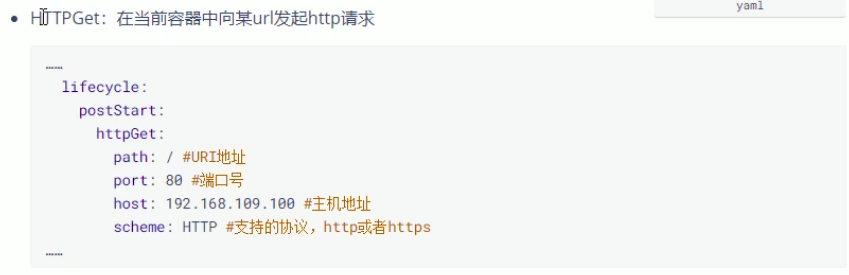 yaml
HTTPGet：在当前容器中向某url发起http请求
……
lifecycle:
postStart:
httpGet:
path: / #URI地址
port: 80 #端口号
host: 192.168.109.100 #主机地址
scheme: HTTP #支持的协议，http或者https
……